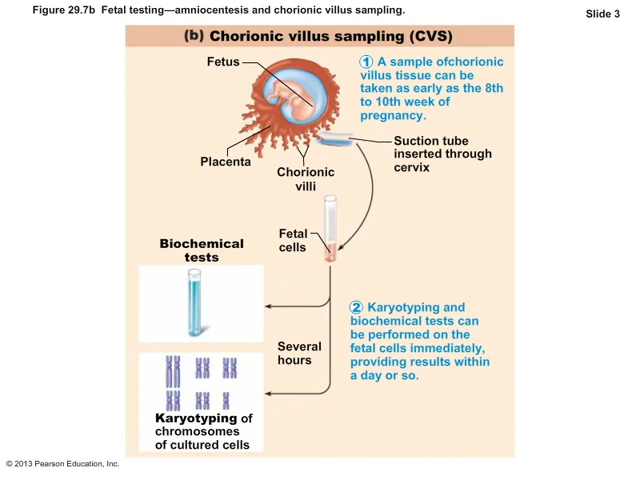 Figure 29.7b Fetal testing—amniocentesis and chorionic villus sampling.
Slide 3
(b) Chorionic villus sampling (CVS)
Fetus
① A sample ofchorionic
villus tissue can be
taken as early as the 8th
to 10th week of
pregnancy.
Suction tube
inserted through
cervix
Placenta
Chorionic
villi
Fetal
cells
Biochemical
tests
② Karyotyping and
biochemical tests can
be performed on the
fetal cells immediately,
providing results within
a day or so.
Several
hours
Karyotyping of
chromosomes
of cultured cells
© 2013 Pearson Education, Inc.